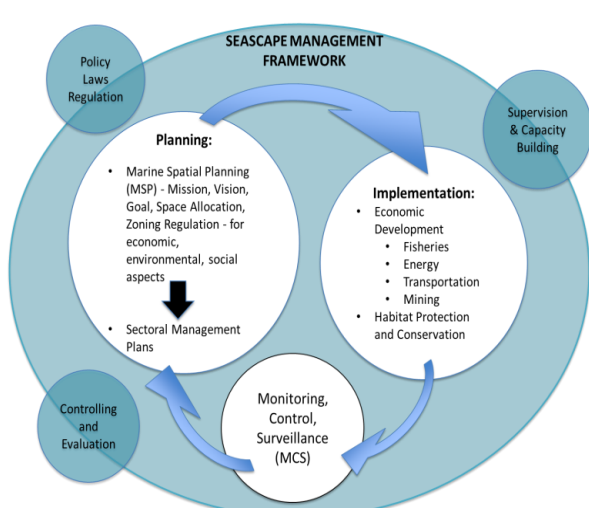 SEASCAPE MANAGEMENT
FRAMEWORK
Policy
Laws
Regulation
Supervision
& Capacity
Building
Planning:
• Marine Spatial Planning
(MSP) - Mission, Vision,
Goal, Space Allocation,
Zoning Regulation - for
economic,
environmental, social
aspects
• Sectoral Management
Plans
Implementation:
• Economic
Development
• Fisheries
• Energy
• Transportation
• Mining
• Habitat Protection
and Conservation
Monitoring,
Control,
Surveillance
(MCS)
Controlling
and
Evaluation